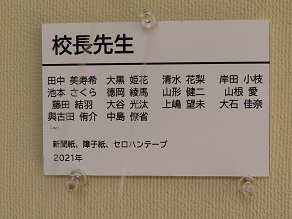 校長先生
田中 美寿希 大黒 姫花 清水 花梨 岸田 小枝
池本 さくら 德岡 綾馬 山形 健二 山根 愛
藤田 結羽 大谷 光汰 上嶋 望未 大石 佳奈
與古田 侑介 中島 僚省
新聞紙、障子紙、セロハンテープ
2021年